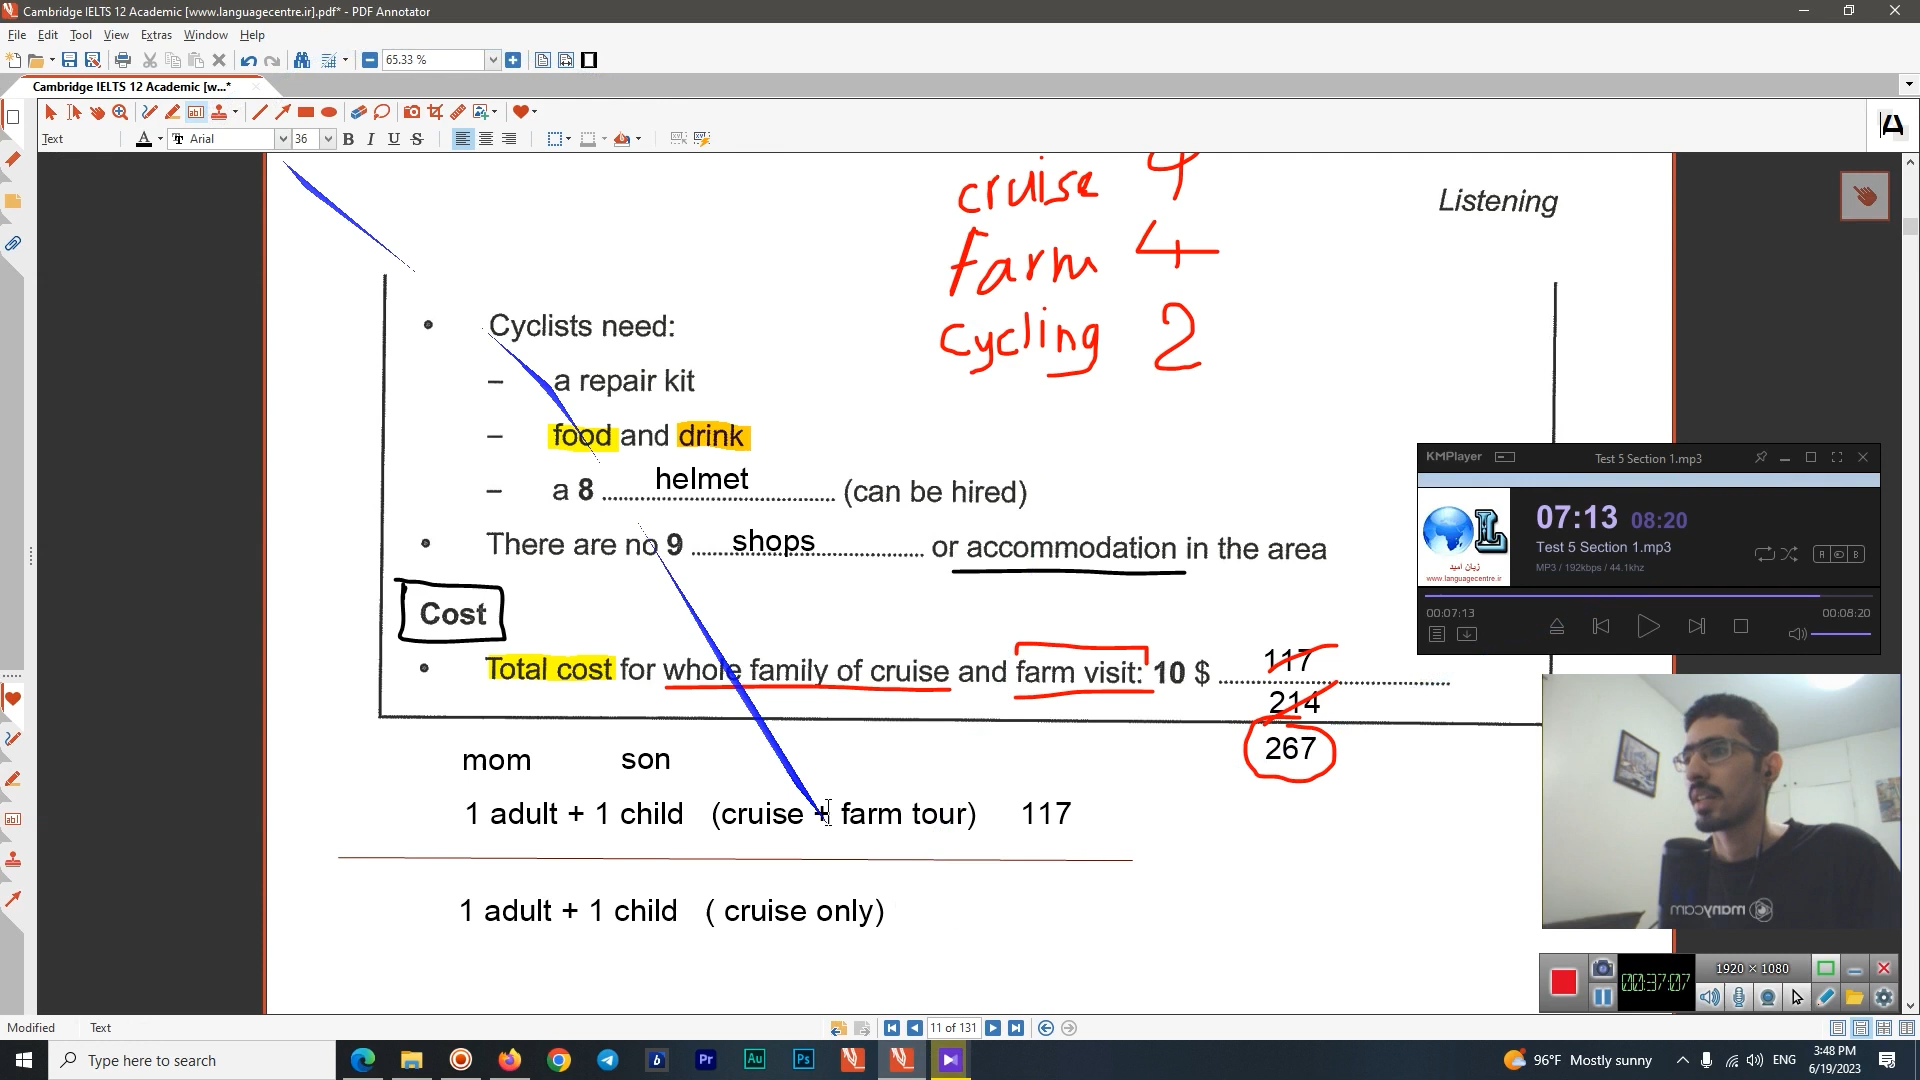 Cambridge IELTS 12 Academic [www.languagecentre.ir].pdf* - PDF Annotator
File Edit Tool View Extras Window Help
65.33 %
Cambridge IELTS 12 Academic [w...*
Text A Arial 36 B I U S
cruise 4
Listening
farm 4
cycling 2
• Cyclists need:
– a repair kit
– food and drink
– a 8 helmet (can be hired)
• There are no 9 shops or accommodation in the area
Cost
• Total cost for whole family of cruise and farm visit: 10 $ 117
214
267
mom son
1 adult + 1 child (cruise + farm tour) 117
1 adult + 1 child ( cruise only)
KMPlayer Test 5 Section 1.mp3
07:13 08:20
Test 5 Section 1.mp3
MP3 / 192kbps / 44.1khz
زبان امید
www.languagecentre.ir
00:07:13 00:08:20
manycam
1920 × 1080
00:37:07
Modified Text 11 of 131
Type here to search
96°F Mostly sunny ENG 3:48 PM
6/19/2023